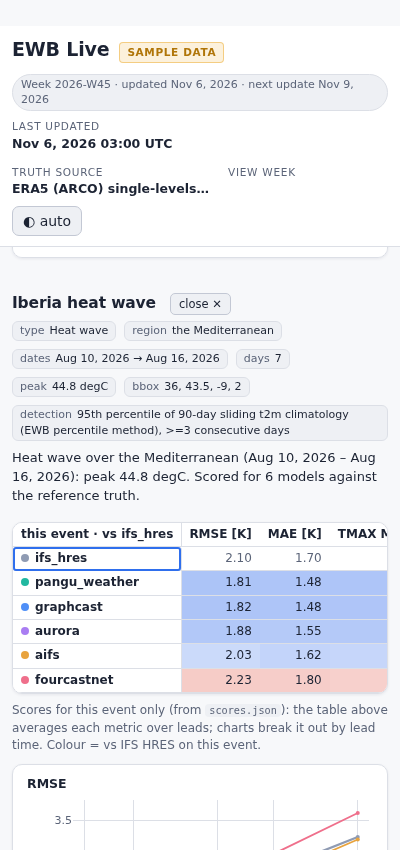 EWB Live SAMPLE DATA
Week 2026-W45 · updated Nov 6, 2026 · next update Nov 9,
2026
LAST UPDATED
Nov 6, 2026 03:00 UTC
TRUTH SOURCE VIEW WEEK
ERA5 (ARCO) single-levels…
◐ auto
Iberia heat wave close ✕
type Heat wave region the Mediterranean
dates Aug 10, 2026 → Aug 16, 2026 days 7
peak 44.8 degC bbox 36, 43.5, -9, 2
detection 95th percentile of 90-day sliding t2m climatology
(EWB percentile method), >=3 consecutive days
Heat wave over the Mediterranean (Aug 10, 2026 – Aug
16, 2026): peak 44.8 degC. Scored for 6 models against
the reference truth.
this event · vs ifs_hres RMSE [K] MAE [K] TMAX M
ifs_hres 2.10 1.70
pangu_weather 1.81 1.48
graphcast 1.82 1.48
aurora 1.88 1.55
aifs 2.03 1.62
fourcastnet 2.23 1.80
Scores for this event only (from scores.json): the table above
averages each metric over leads; charts break it out by lead
time. Colour = vs IFS HRES on this event.
RMSE
3.5